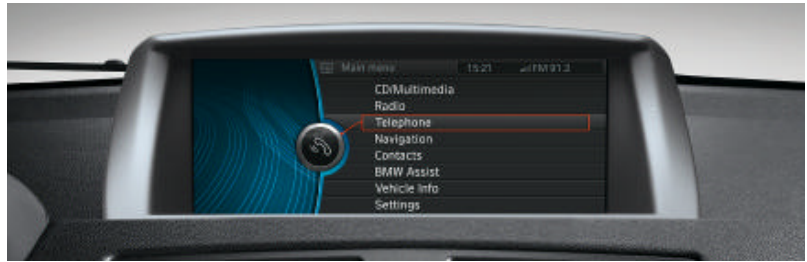 Main menu 15:21 FM 91.3
CD/Multimedia
Radio
Telephone
Navigation
Contacts
BMW Assist
Vehicle Info
Settings